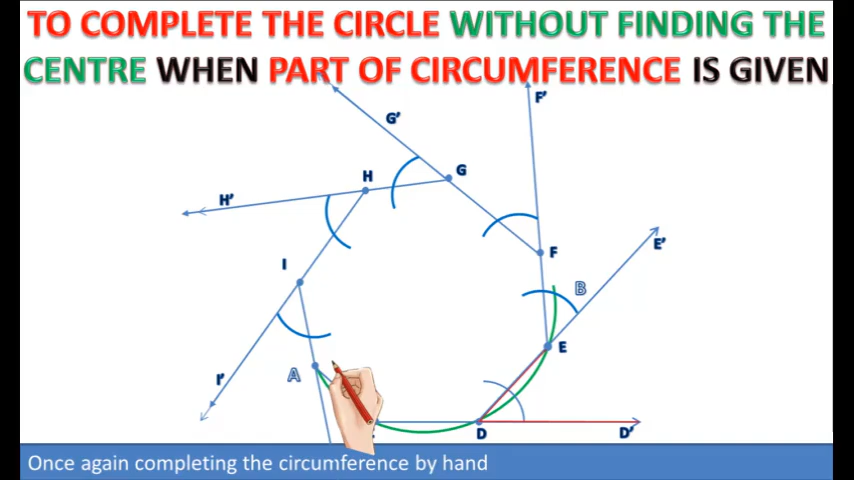 TO COMPLETE THE CIRCLE WITHOUT FINDING THE
CENTRE WHEN PART OF CIRCUMFERENCE IS GIVEN
F'
G'
G
H
H'
E'
F
I
B
E
A
I'
D
D'
Once again completing the circumference by hand